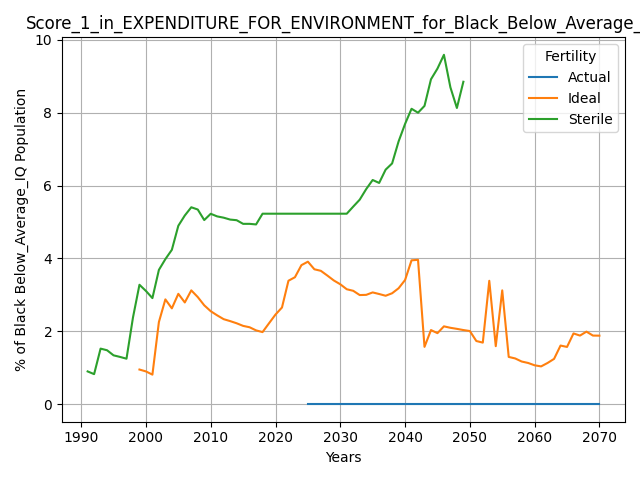 Score_1_in_EXPENDITURE_FOR_ENVIRONMENT_for_Black_Below_Average_
10
Fertility
Actual
Ideal
Sterile
8
6
4
2
0
% of Black Below_Average_IQ Population
1990 2000 2010 2020 2030 2040 2050 2060 2070
Years